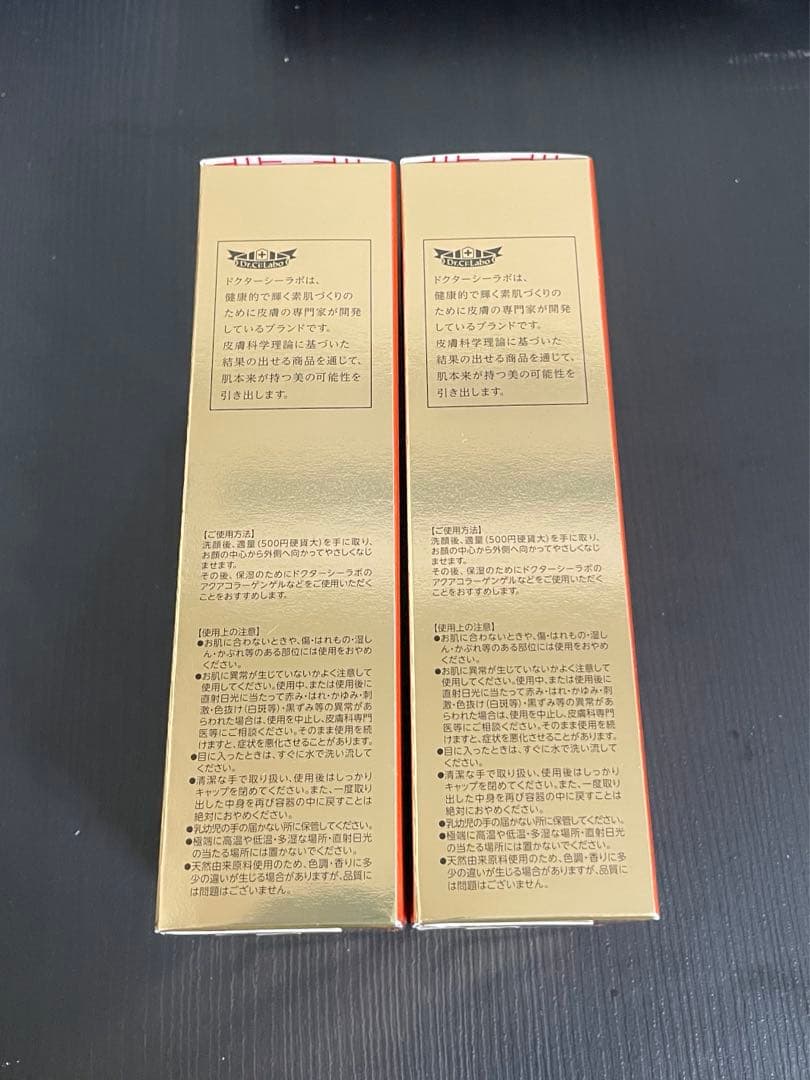 Dr.Ci:Labo
ドクターシーラボは、
健康的で輝く素肌づくりの
ために皮膚の専門家が開発
しているブランドです。
皮膚科学理論に基づいた
結果の出せる商品を通じて、
肌本来が持つ美の可能性を
引き出します。
【ご使用方法】
洗顔後、適量(500円硬貨大)を手に取り、
お顔の中心から外側へ向かってやさしくなじ
ませます。
その後、保湿のためにドクターシーラボの
アクアコラーゲンゲルなどをご使用いただく
ことをおすすめします。
【使用上の注意】
●お肌に合わないときや、傷・はれもの・湿し
ん・かぶれ等のある部位には使用をおやめ
ください。
●お肌に異常が生じていないかよく注意して
使用してください。使用中、または使用後に
直射日光に当たって赤み・はれ・かゆみ・刺
激・色抜け(白斑等)・黒ずみ等の異常があ
らわれた場合は、使用を中止し、皮膚科専門
医等にご相談ください。そのまま使用を続
けますと、症状を悪化させることがあります。
●目に入ったときは、すぐに水で洗い流して
ください。
●清潔な手で取り扱い、使用後はしっかり
キャップを閉めてください。また、一度取り
出した中身を再び容器の中に戻すことは
絶対におやめください。
●乳幼児の手の届かない所に保管してください。
●極端に高温や低温・多湿な場所・直射日光
の当たる場所には置かないでください。
●天然由来原料使用のため、色調・香りに多
少の違いが生じる場合がありますが、品質に
は問題はございません。
Dr.Ci:Labo
ドクターシーラボは、
健康的で輝く素肌づくりの
ために皮膚の専門家が開発
しているブランドです。
皮膚科学理論に基づいた
結果の出せる商品を通じて、
肌本来が持つ美の可能性を
引き出します。
【ご使用方法】
洗顔後、適量(500円硬貨大)を手に取り、
お顔の中心から外側へ向かってやさしくなじ
ませます。
その後、保湿のためにドクターシーラボの
アクアコラーゲンゲルなどをご使用いただく
ことをおすすめします。
【使用上の注意】
●お肌に合わないときや、傷・はれもの・湿し
ん・かぶれ等のある部位には使用をおやめ
ください。
●お肌に異常が生じていないかよく注意して
使用してください。使用中、または使用後に
直射日光に当たって赤み・はれ・かゆみ・刺
激・色抜け(白斑等)・黒ずみ等の異常があ
らわれた場合は、使用を中止し、皮膚科専門
医等にご相談ください。そのまま使用を続
けますと、症状を悪化させることがあります。
●目に入ったときは、すぐに水で洗い流して
ください。
●清潔な手で取り扱い、使用後はしっかり
キャップを閉めてください。また、一度取り
出した中身を再び容器の中に戻すことは
絶対におやめください。
●乳幼児の手の届かない所に保管してください。
●極端に高温や低温・多湿な場所・直射日光
の当たる場所には置かないでください。
●天然由来原料使用のため、色調・香りに多
少の違いが生じる場合がありますが、品質に
は問題はございません。